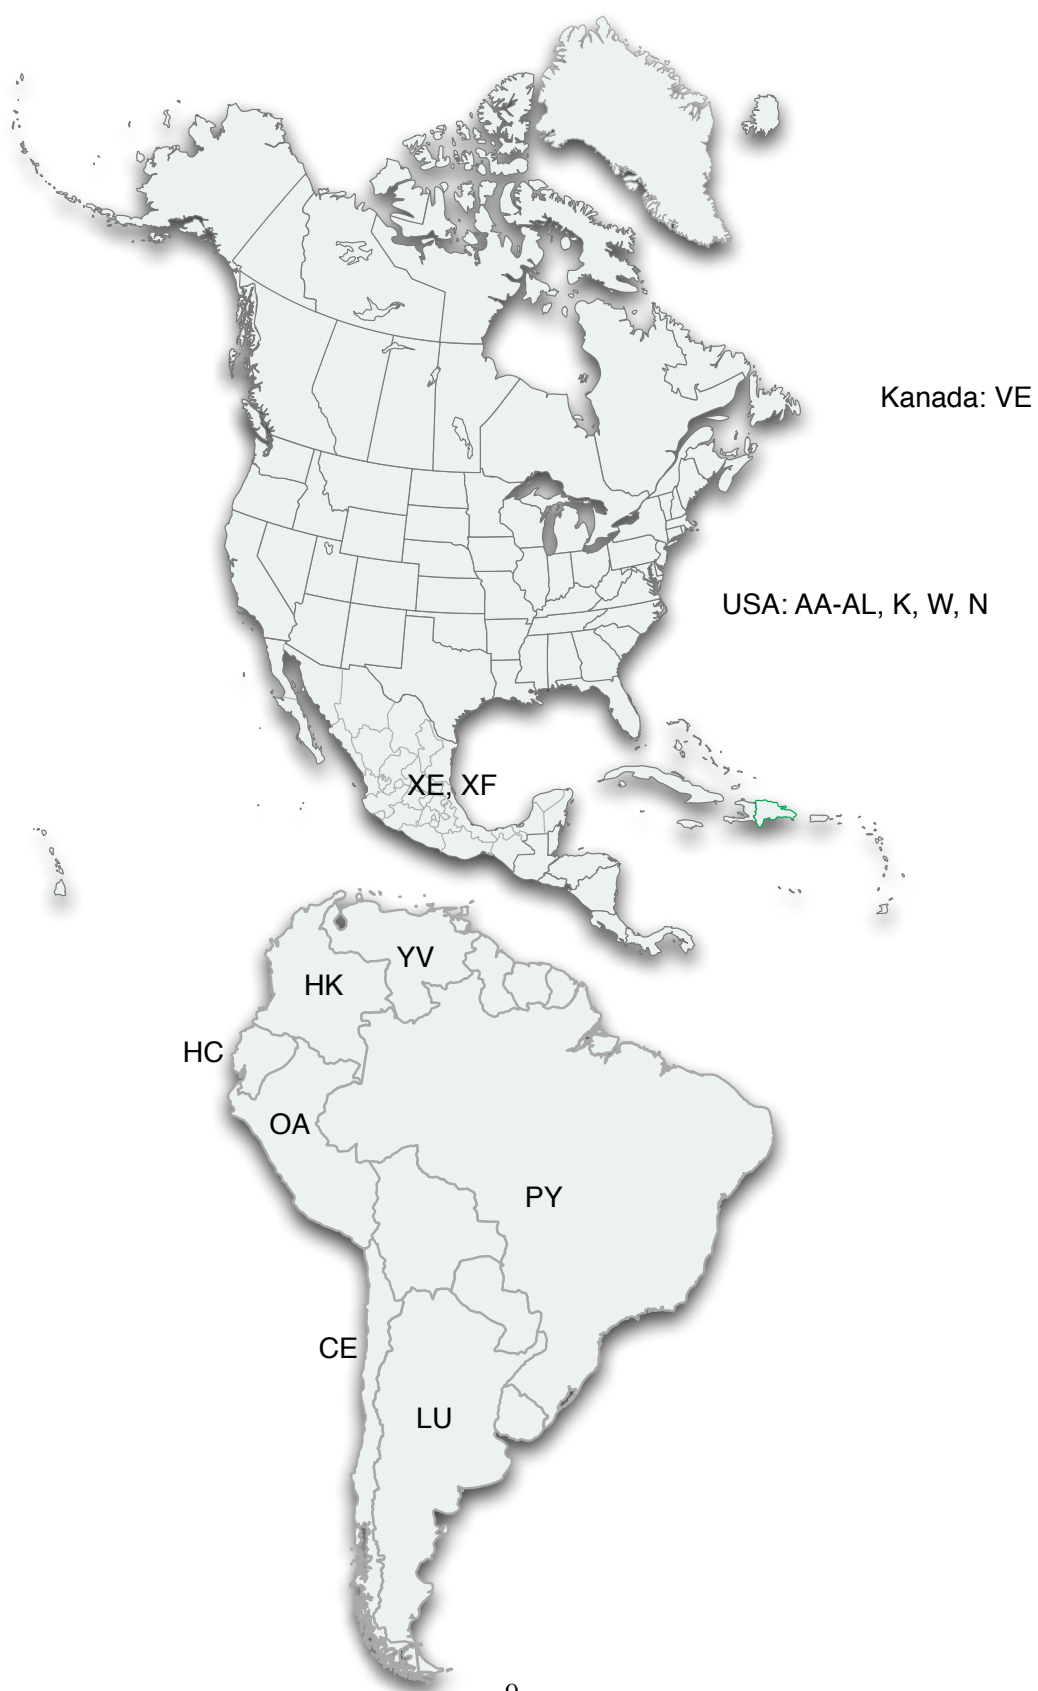 Kanada: VE
USA: AA-AL, K, W, N
XE, XF
YV
HK
HC
OA
PY
CE
LU